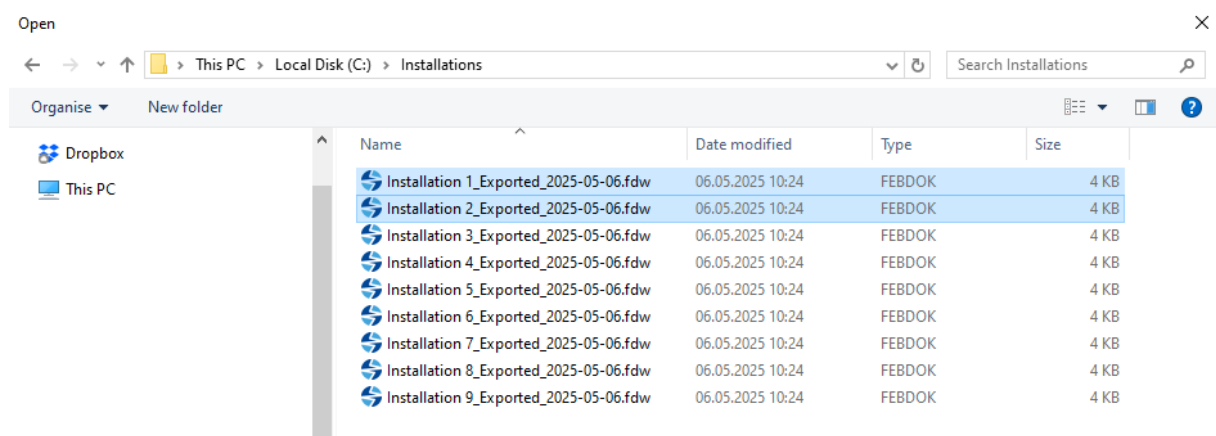 Open
This PC > Local Disk (C:) > Installations
Search Installations
Organise
New folder
Dropbox
This PC
Name Date modified Type Size
Installation 1_Exported_2025-05-06.fdw 06.05.2025 10:24 FEBDOK 4 KB
Installation 2_Exported_2025-05-06.fdw 06.05.2025 10:24 FEBDOK 4 KB
Installation 3_Exported_2025-05-06.fdw 06.05.2025 10:24 FEBDOK 4 KB
Installation 4_Exported_2025-05-06.fdw 06.05.2025 10:24 FEBDOK 4 KB
Installation 5_Exported_2025-05-06.fdw 06.05.2025 10:24 FEBDOK 4 KB
Installation 6_Exported_2025-05-06.fdw 06.05.2025 10:24 FEBDOK 4 KB
Installation 7_Exported_2025-05-06.fdw 06.05.2025 10:24 FEBDOK 4 KB
Installation 8_Exported_2025-05-06.fdw 06.05.2025 10:24 FEBDOK 4 KB
Installation 9_Exported_2025-05-06.fdw 06.05.2025 10:24 FEBDOK 4 KB